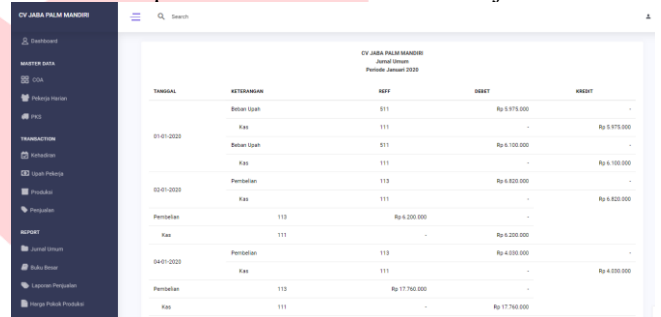 CV JABA PALM MANDIRI
Search
Dashboard
MASTER DATA
COA
Pekerja Harian
PKS
TRANSACTION
Kehadiran
Upah Pekerja
Produksi
Penjualan
REPORT
Jurnal Umum
Buku Besar
Laporan Penjualan
Harga Pokok Produksi
CV JABA PALM MANDIRI
Jurnal Umum
Periode Januari 2020
TANGGAL KETERANGAN REFF DEBET KREDIT
01-01-2020
Beban Upah 511 Rp 5.975.000 -
Kas 111 - Rp 5.975.000
Beban Upah 511 Rp 6.100.000 -
Kas 111 - Rp 6.100.000
02-01-2020
Pembelian 113 Rp 6.820.000 -
Kas 111 - Rp 6.820.000
Pembelian 113 Rp 6.200.000 -
Kas 111 - Rp 6.200.000
04-01-2020
Pembelian 113 Rp 4.030.000 -
Kas 111 - Rp 4.030.000
Pembelian 113 Rp 17.760.000 -
Kas 111 - Rp 17.760.000